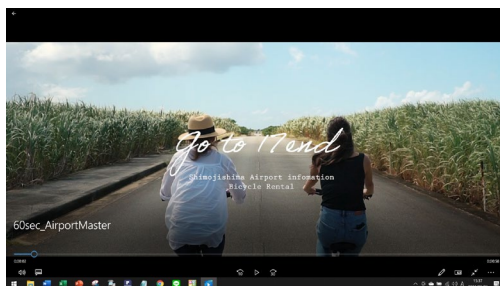 Go to 17end
Shimojishima Airport infomation
Bicycle Rental
60sec_AirportMaster